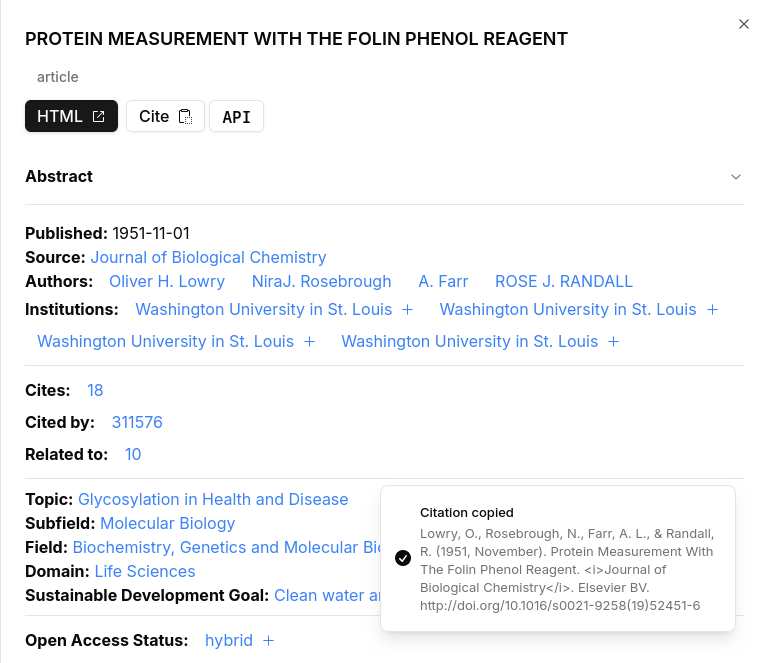 PROTEIN MEASUREMENT WITH THE FOLIN PHENOL REAGENT
article
HTML Cite API
Abstract
Published: 1951-11-01
Source: Journal of Biological Chemistry
Authors: Oliver H. Lowry NiraJ. Rosebrough A. Farr ROSE J. RANDALL
Institutions: Washington University in St. Louis + Washington University in St. Louis +
Washington University in St. Louis + Washington University in St. Louis +
Cites: 18
Cited by: 311576
Related to: 10
Topic: Glycosylation in Health and Disease
Subfield: Molecular Biology
Field: Biochemistry, Genetics and Molecular
Domain: Life Sciences
Sustainable Development Goal: Clean water
Open Access Status: hybrid +
Citation copied
Lowry, O., Rosebrough, N., Farr, A. L., & Randall,
R. (1951, November). Protein Measurement With
The Folin Phenol Reagent. <i>Journal of
Biological Chemistry</i>. Elsevier BV.
http://doi.org/10.1016/s0021-9258(19)52451-6